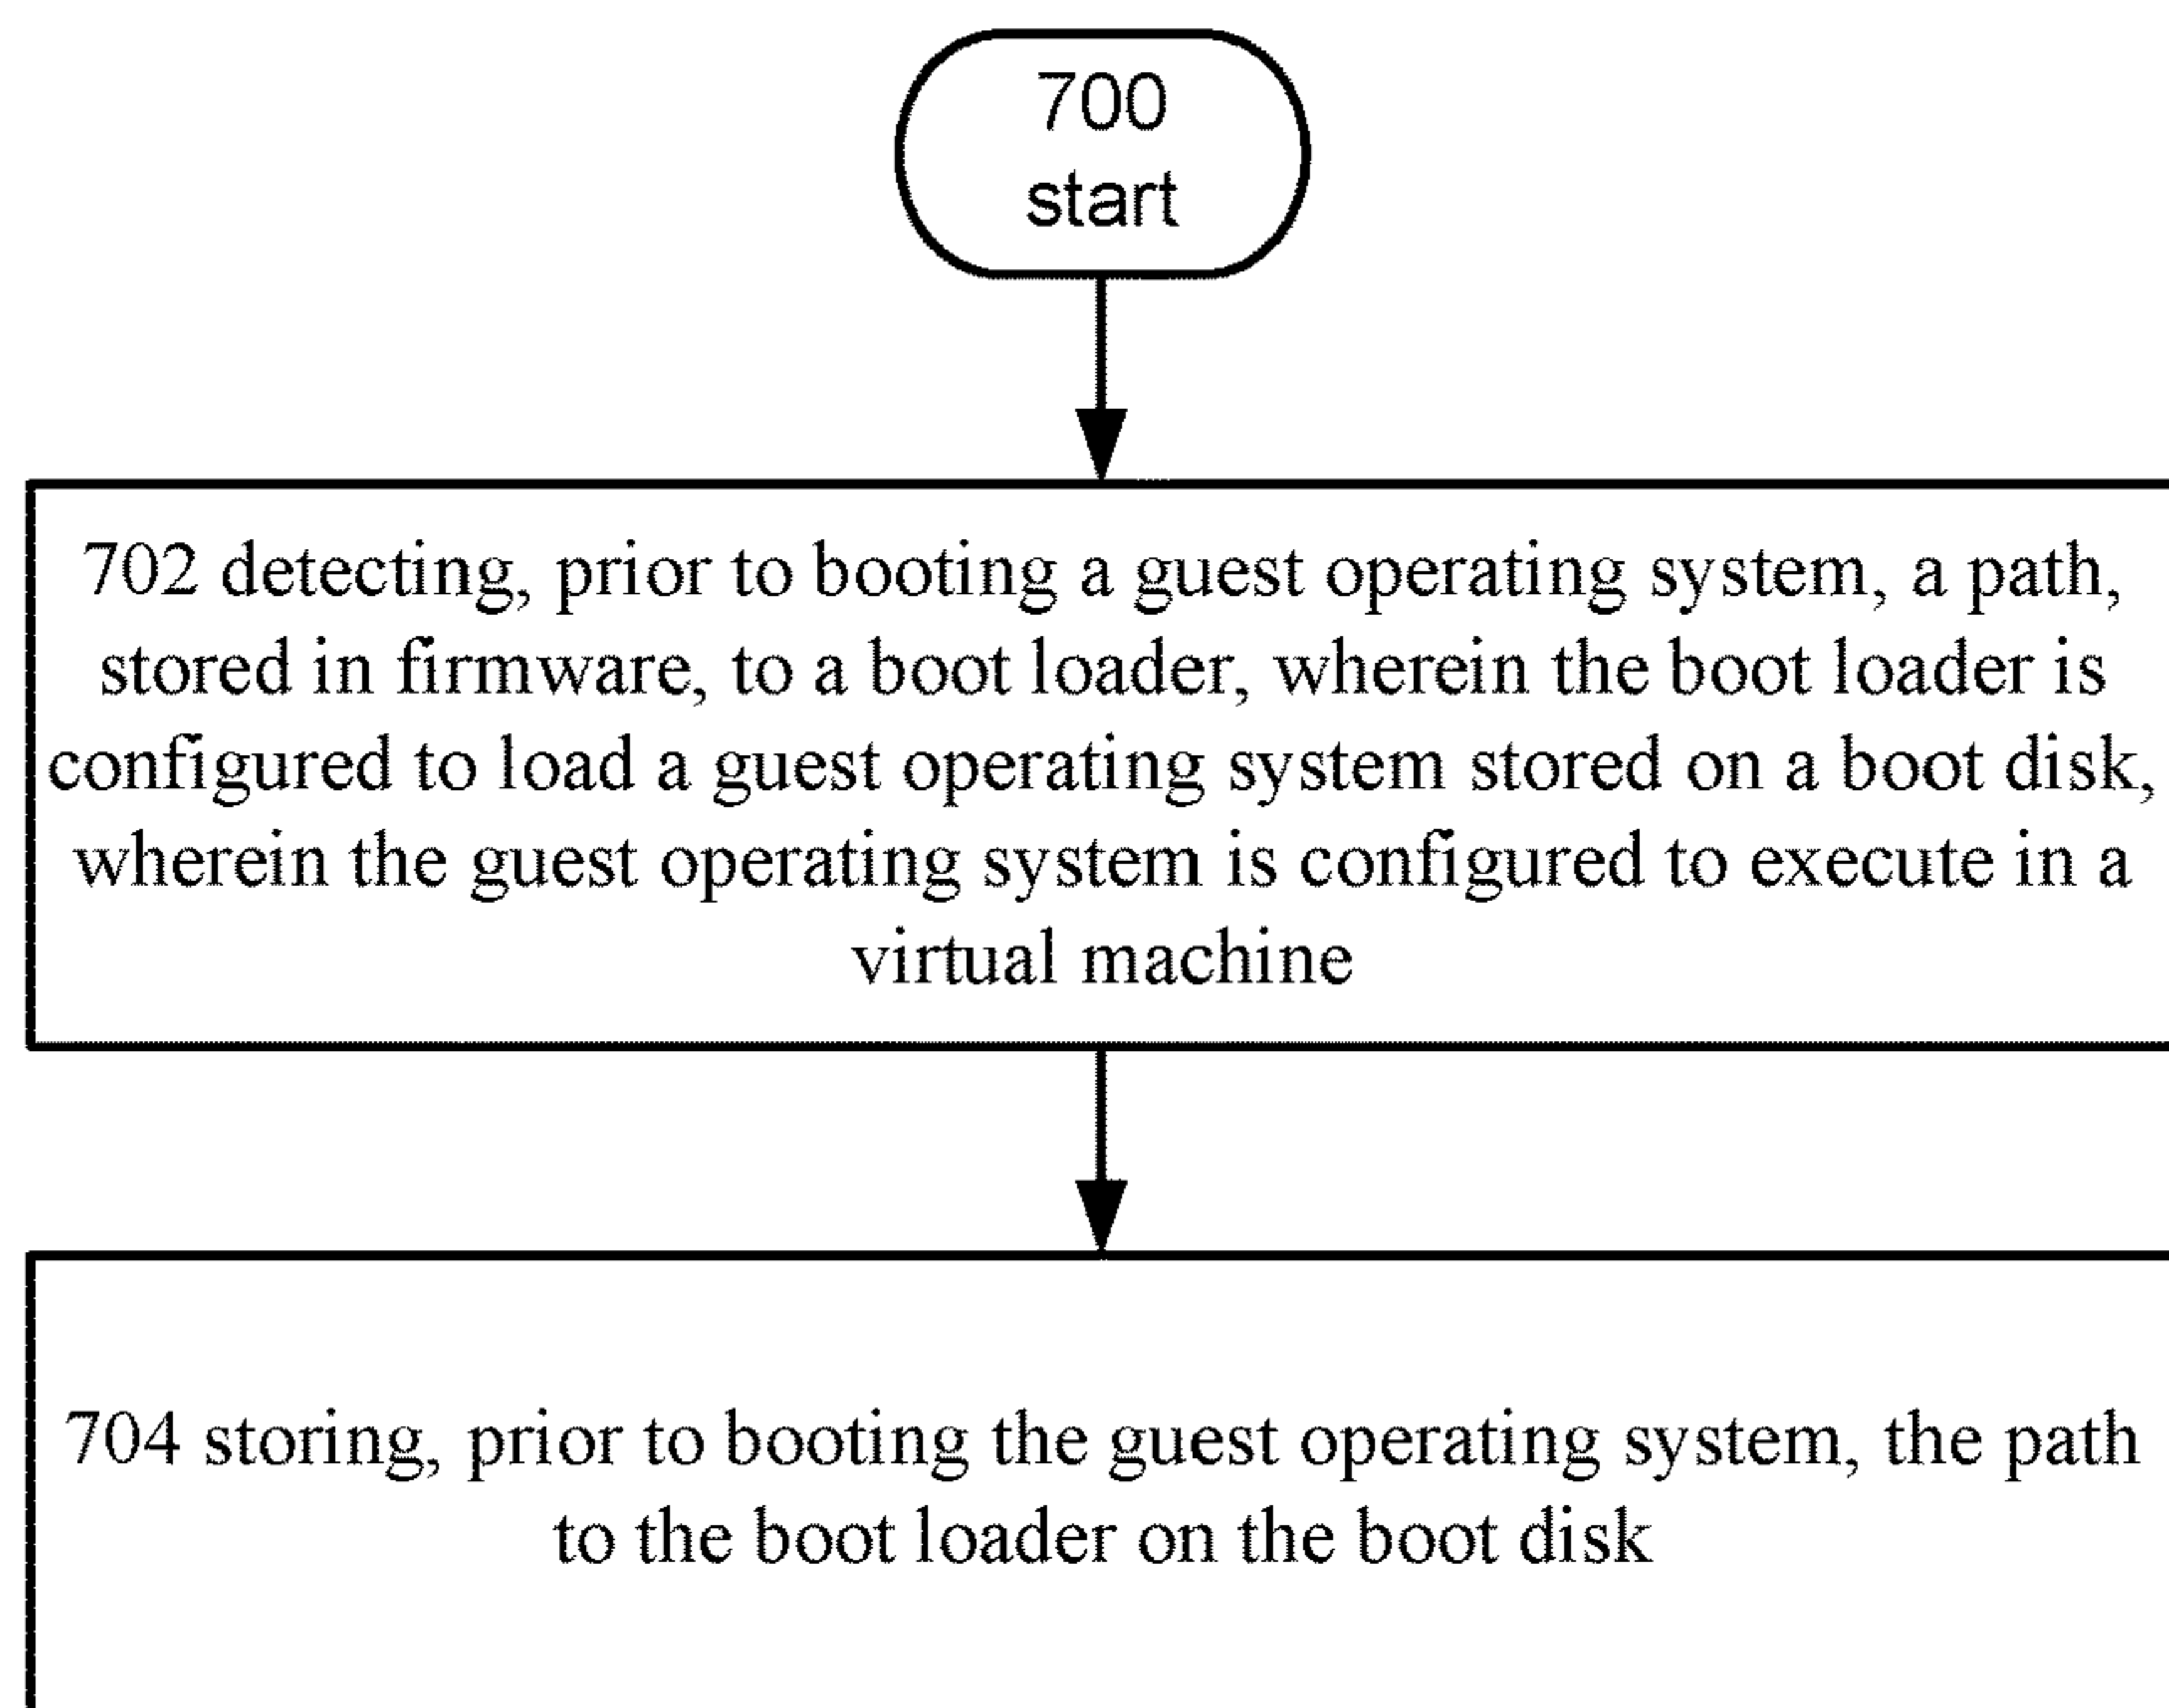 700
start
702 detecting, prior to booting a guest operating system, a path,
stored in firmware, to a boot loader, wherein the boot loader is
configured to load a guest operating system stored on a boot disk,
wherein the guest operating system is configured to execute in a
virtual machine
704 storing, prior to booting the guest operating system, the path
to the boot loader on the boot disk